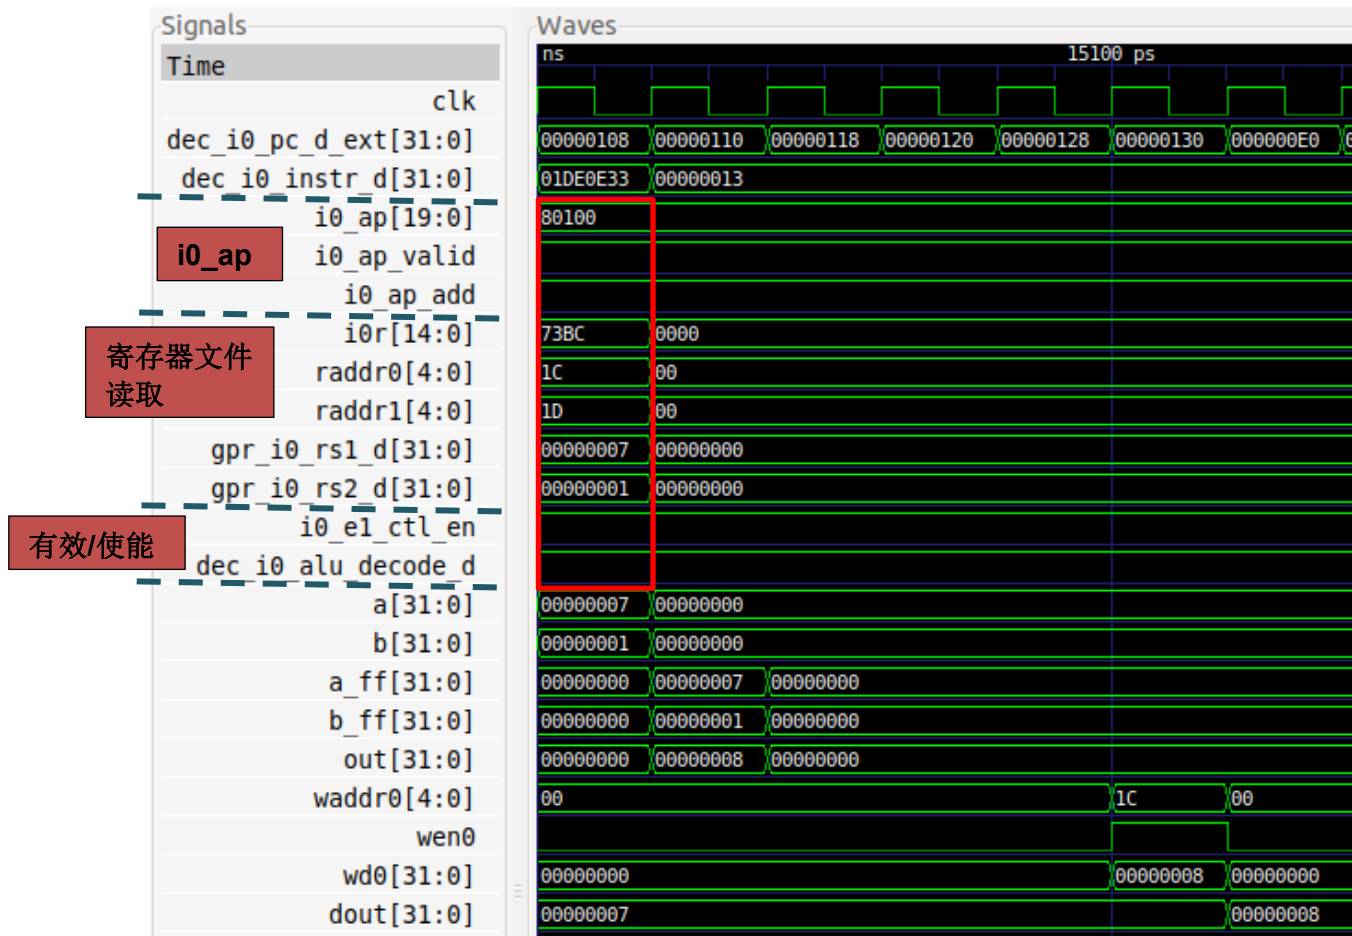 Signals
Waves
Time
ns 15100 ps
clk
dec_i0_pc_d_ext[31:0] 00000108 00000110 00000118 00000120 00000128 00000130 000000E0
dec_i0_instr_d[31:0] 01DE0E33 00000013
i0_ap[19:0] 80100
i0_ap
i0_ap_valid
i0_ap_add
i0r[14:0] 73BC 0000
寄存器文件
读取
raddr0[4:0] 1C 00
raddr1[4:0] 1D 00
gpr_i0_rs1_d[31:0] 00000007 00000000
gpr_i0_rs2_d[31:0] 00000001 00000000
有效/使能
i0_e1_ctl_en
dec_i0_alu_decode_d
a[31:0] 00000007 00000000
b[31:0] 00000001 00000000
a_ff[31:0] 00000000 00000007 00000000
b_ff[31:0] 00000000 00000001 00000000
out[31:0] 00000000 00000008 00000000
waddr0[4:0] 00 1C 00
wen0
wd0[31:0] 00000000 00000008 00000000
dout[31:0] 00000007 00000008